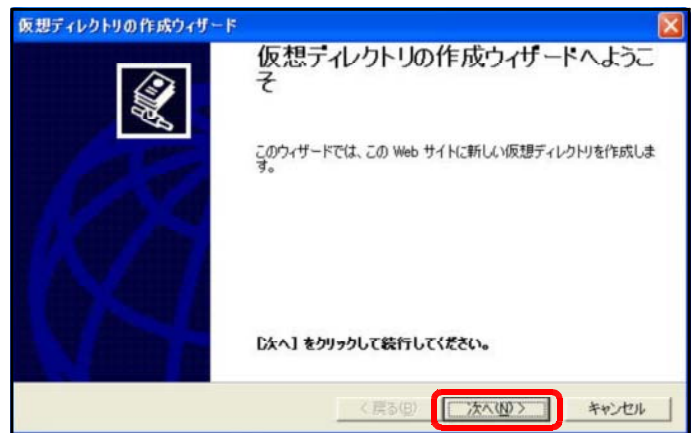 仮想ディレクトリの作成ウィザード
仮想ディレクトリの作成ウィザードへようこ
そ
このウィザードでは、この Web サイトに新しい仮想ディレクトリを作成しま
す。
[次へ] をクリックして続行してください。
< 戻る(B)
次へ(N) >
キャンセル